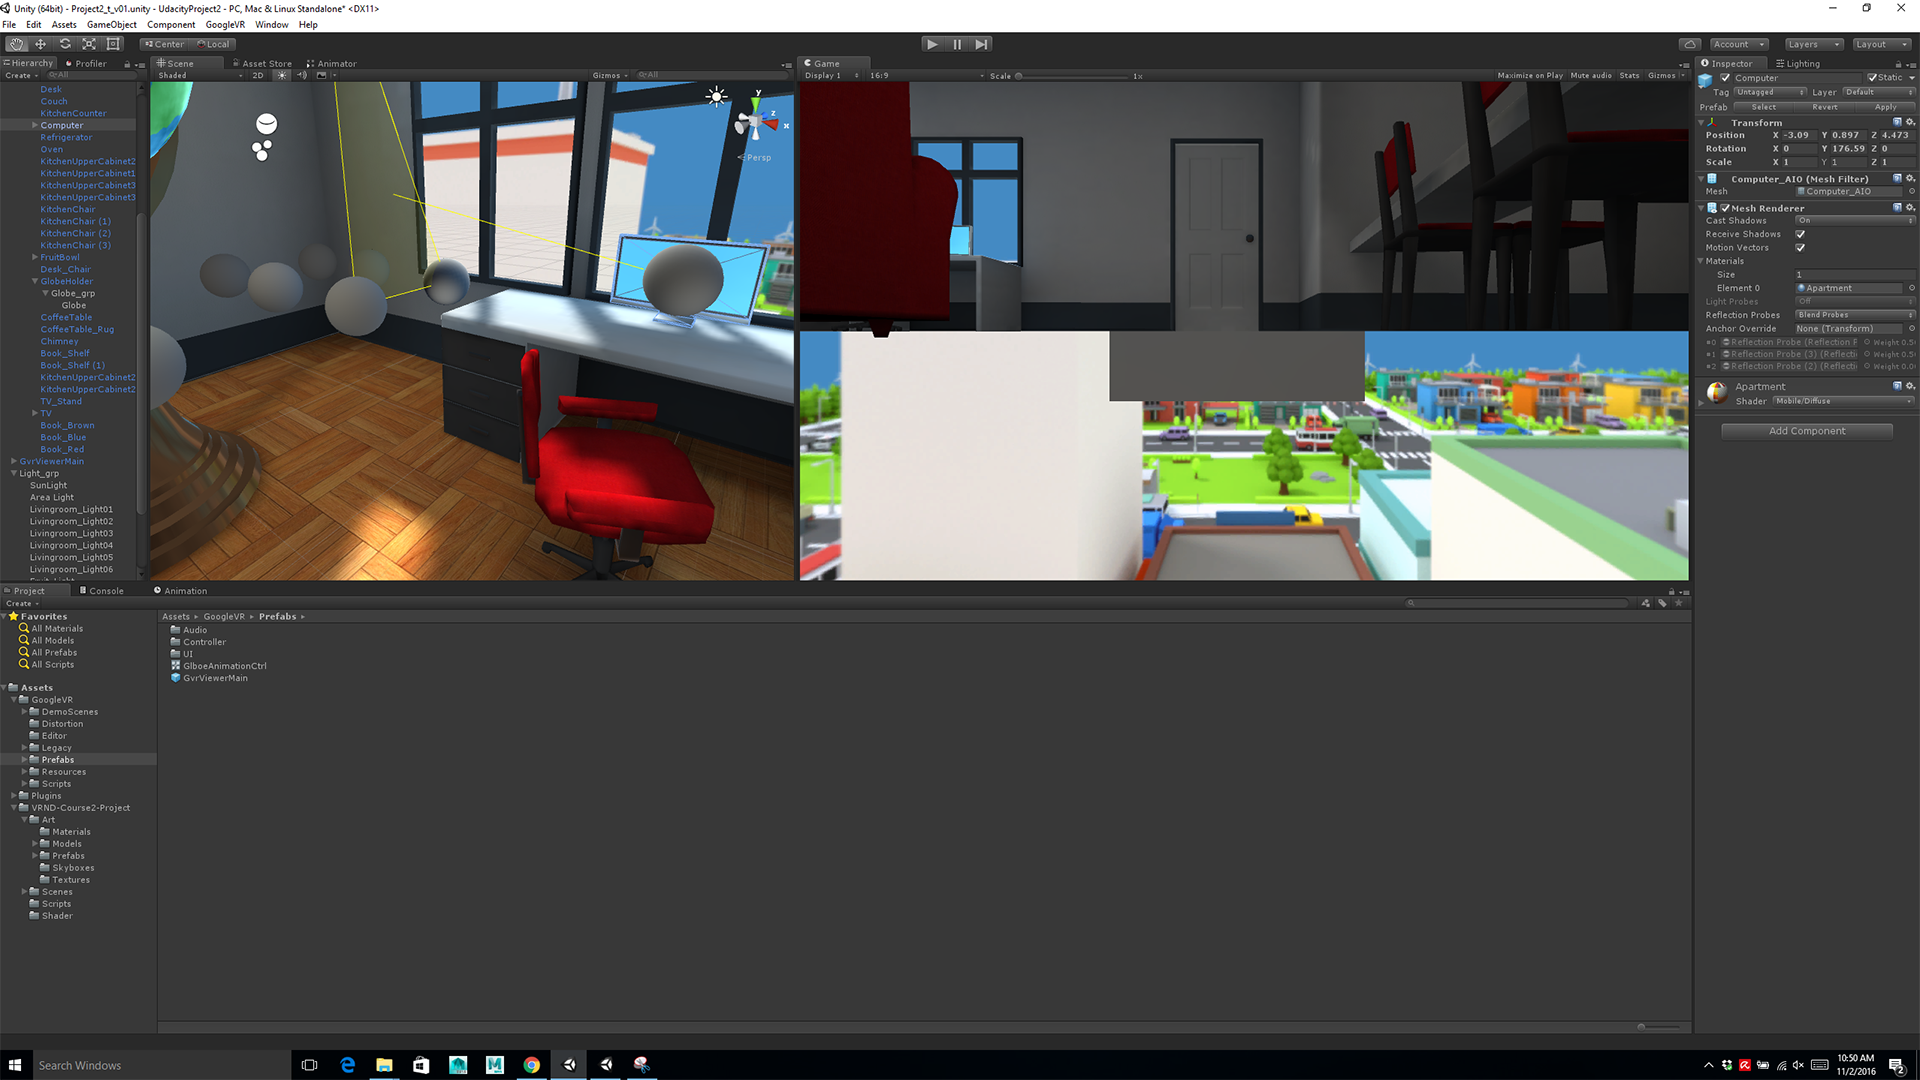 Unity (64bit) - Project2_t_v01.unity - UdacityProject2 - PC, Mac & Linux Standalone* <DX11>
File Edit Assets GameObject Component GoogleVR Window Help
Center Local Account Layers Layout
Hierarchy Profiler
Create All
Desk
Couch
KitchenCounter
Computer
Refrigerator
Oven
KitchenUpperCabinet2
KitchenUpperCabinet1
KitchenUpperCabinet3
KitchenUpperCabinet3
KitchenChair
KitchenChair (1)
KitchenChair (2)
KitchenChair (3)
FruitBowl
Desk_Chair
GlobeHolder
Globe_grp
Globe
CoffeeTable
CoffeeTable_Rug
Chimney
Book_Shelf
Book_Shelf (1)
KitchenUpperCabinet2
KitchenUpperCabinet2
TV_Stand
TV
Book_Brown
Book_Blue
Book_Red
GvrViewerMain
Light_grp
SunLight
Area Light
Livingroom_Light01
Livingroom_Light02
Livingroom_Light03
Livingroom_Light04
Livingroom_Light05
Livingroom_Light06
Scene Asset Store Animator
Shaded 2D Gizmos All
y
z
x
Persp
Game
Display 1 16:9 Scale 1x Maximize on Play Mute audio Stats Gizmos
Inspector Lighting
Computer Static
Tag Untagged Layer Default
Prefab Select Revert Apply
Transform
Position X -3.09 Y 0.897 Z 4.473
Rotation X 0 Y 176.59 Z 0
Scale X 1 Y 1 Z 1
Computer_AIO (Mesh Filter)
Mesh Computer_AIO
Mesh Renderer
Cast Shadows On
Receive Shadows
Motion Vectors
Materials
Size 1
Element 0 Apartment
Light Probes Off
Reflection Probes Blend Probes
Anchor Override None (Transform)
#0 Reflection Probe (Reflection P Weight 0.5
#1 Reflection Probe (3) (Reflecti Weight 0.5
#2 Reflection Probe (2) (Reflecti Weight 0.0
Apartment
Shader Mobile/Diffuse
Add Component
Project Console Animation
Create
Favorites
All Materials
All Models
All Prefabs
All Scripts
Assets
GoogleVR
DemoScenes
Distortion
Editor
Legacy
Prefabs
Resources
Scripts
Plugins
VRND-Course2-Project
Art
Materials
Models
Prefabs
Skyboxes
Textures
Scenes
Scripts
Shader
Assets GoogleVR Prefabs
Audio
Controller
UI
GlboeAnimationCtrl
GvrViewerMain
Search Windows
10:50 AM
11/2/2016
2